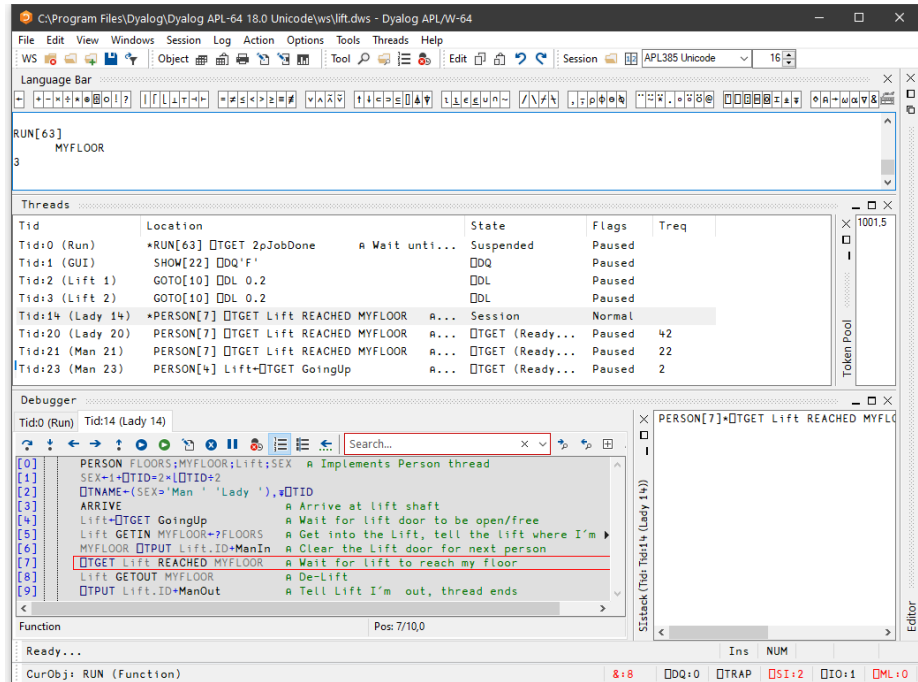 C:\Program Files\Dyalog\Dyalog APL-64 18.0 Unicode\ws\lift.dws - Dyalog APL/W-64
File Edit View Windows Session Log Action Options Tools Threads Help
WS Object Tool Edit Session APL385 Unicode 16
Language Bar
RUN[63]
MYFLOOR
3
Threads
Tid Location State Flags Treq
Tid:0 (Run) *RUN[63] ⎕TGET 2⍴JobDone ⍝ Wait unti... Suspended Paused
Tid:1 (GUI) SHOW[22] ⎕DQ'F' ⎕DQ Paused
Tid:2 (Lift 1) GOTO[10] ⎕DL 0.2 ⎕DL Paused
Tid:3 (Lift 2) GOTO[10] ⎕DL 0.2 ⎕DL Paused
Tid:14 (Lady 14) *PERSON[7] ⎕TGET Lift REACHED MYFLOOR ⍝... Session Normal
Tid:20 (Lady 20) PERSON[7] ⎕TGET Lift REACHED MYFLOOR ⍝... ⎕TGET (Ready... Paused 42
Tid:21 (Man 21) PERSON[7] ⎕TGET Lift REACHED MYFLOOR ⍝... ⎕TGET (Ready... Paused 22
Tid:23 (Man 23) PERSON[4] Lift←⎕TGET GoingUp ⍝... ⎕TGET (Ready... Paused 2
1001,5
Token Pool
Debugger
Tid:0 (Run) Tid:14 (Lady 14)
Search...
[0] PERSON FLOORS;MYFLOOR;Lift;SEX ⍝ Implements Person thread
[1] SEX←1+⎕TID=2×⌊⎕TID÷2
[2] ⎕TNAME←(SEX⊃'Man ' 'Lady '),⍕⎕TID
[3] ARRIVE ⍝ Arrive at lift shaft
[4] Lift←⎕TGET GoingUp ⍝ Wait for lift door to be open/free
[5] Lift GETIN MYFLOOR←?FLOORS ⍝ Get into the Lift, tell the lift where I'm
[6] MYFLOOR ⎕TPUT Lift.ID+ManIn ⍝ Clear the Lift door for next person
[7] ⎕TGET Lift REACHED MYFLOOR ⍝ Wait for lift to reach my floor
[8] Lift GETOUT MYFLOOR ⍝ De-Lift
[9] ⎕TPUT Lift.ID+ManOut ⍝ Tell Lift I'm out, thread ends
Function Pos: 7/10,0
SIstack (Tid: Tid:14 (Lady 14))
PERSON[7]*⎕TGET Lift REACHED MYFLO
Editor
Ready... Ins NUM
CurObj: RUN (Function) &:8 ⎕DQ:0 ⎕TRAP ⎕SI:2 ⎕IO:1 ⎕ML:0